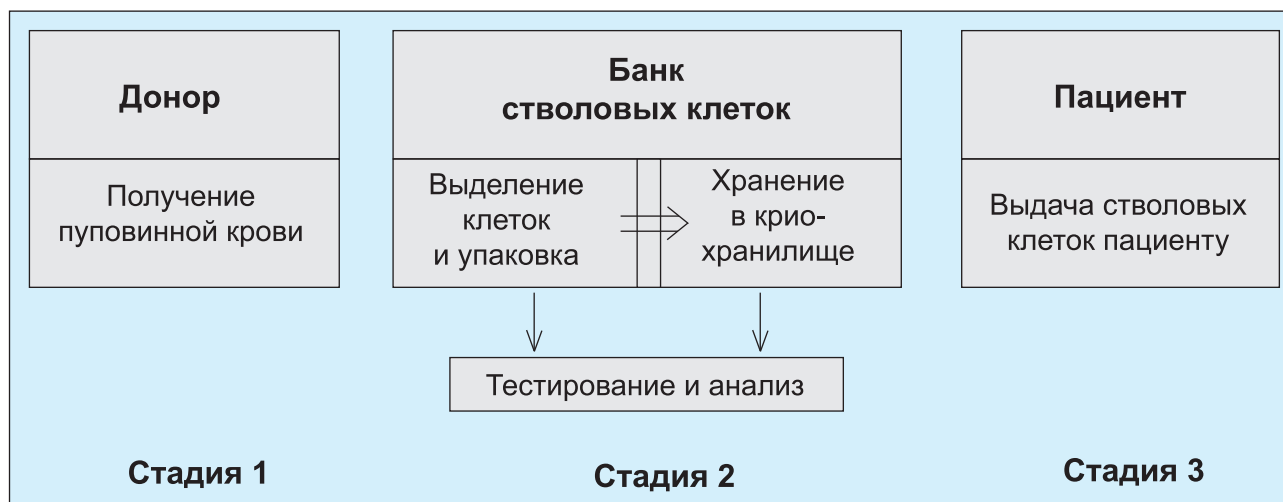 Донор
Получение
пуповинной крови
Банк
стволовых клеток
Выделение
клеток
и упаковка
Хранение
в крио-
хранилище
Тестирование и анализ
Пациент
Выдача стволовых
клеток пациенту
Стадия 1
Стадия 2
Стадия 3